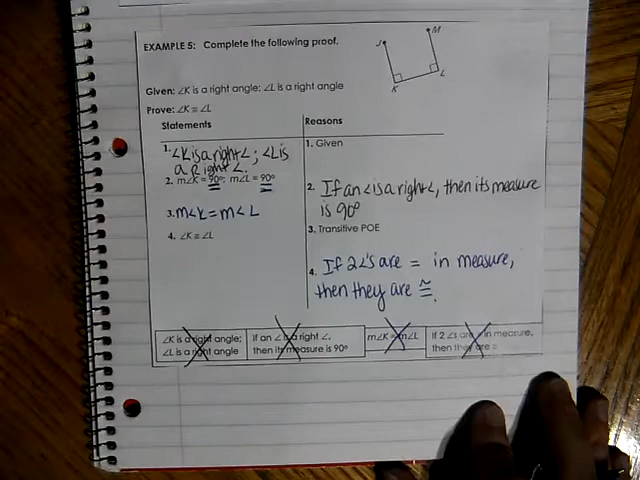 EXAMPLE 5: Complete the following proof.
J
M
K
L
Given: ∠K is a right angle; ∠L is a right angle
Prove: ∠K ≅ ∠L
Statements
Reasons
1. ∠K is a right ∠; ∠L is
a Right ∠.
1. Given
2. m∠K = 90°; m∠L = 90°
2. If an ∠ is a right ∠, then its measure
is 90°
3. m∠K = m∠L
3. Transitive POE
4. ∠K ≅ ∠L
4. If 2 ∠'s are = in measure,
then they are ≅.
∠K is a right angle;
∠L is a right angle
If an ∠ is a right ∠,
then its measure is 90°
m∠K = m∠L
If 2 ∠s are = in measure,
then they are ≅